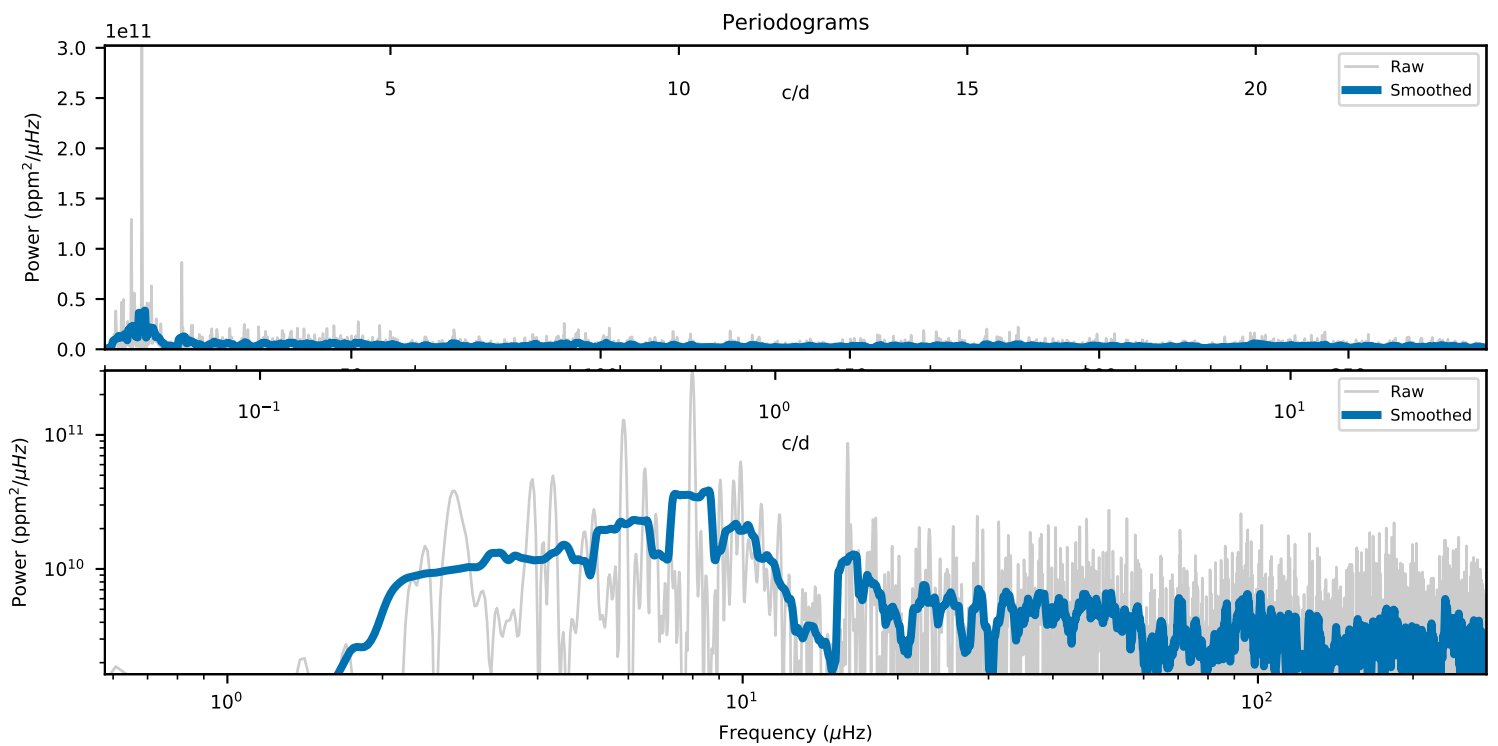 Periodograms
1e11
3.0
2.5
2.0
1.5
1.0
0.5
0.0
Power (ppm²/μHz)
5
10
15
20
c/d
Raw
Smoothed
10¹¹
10¹⁰
Power (ppm²/μHz)
10⁻¹
10⁰
10¹
c/d
Raw
Smoothed
10⁰
10¹
10²
Frequency (μHz)